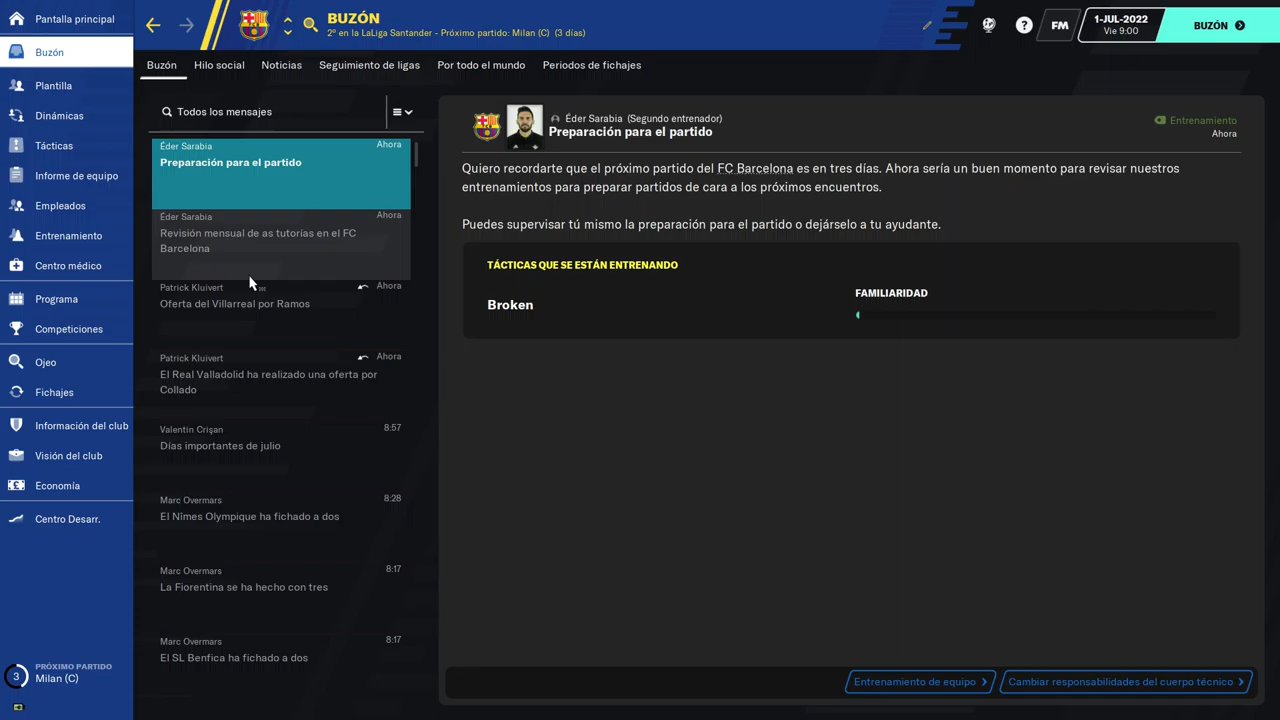 Pantalla principal
Buzón
Plantilla
Dinámicas
Tácticas
Informe de equipo
Empleados
Entrenamiento
Centro médico
Programa
Competiciones
Ojeo
Fichajes
Información del club
Visión del club
Economía
Centro Desarr.
3
PRÓXIMO PARTIDO
Milan (C)
BUZÓN
2º en la LaLiga Santander - Próximo partido: Milan (C) (3 días)
?
FM
1-JUL-2022
Vie 9:00
BUZÓN
Buzón Hilo social Noticias Seguimiento de ligas Por todo el mundo Periodos de fichajes
Todos los mensajes
Éder Sarabia Ahora
Preparación para el partido
Éder Sarabia Ahora
Revisión mensual de as tutorías en el FC
Barcelona
Patrick Kluivert Ahora
Oferta del Villarreal por Ramos
Patrick Kluivert Ahora
El Real Valladolid ha realizado una oferta por
Collado
Valentin Crişan 8:57
Días importantes de julio
Marc Overmars 8:28
El Nîmes Olympique ha fichado a dos
Marc Overmars 8:17
La Fiorentina se ha hecho con tres
Marc Overmars 8:17
El SL Benfica ha fichado a dos
Éder Sarabia (Segundo entrenador)
Preparación para el partido
Entrenamiento
Ahora
Quiero recordarte que el próximo partido del FC Barcelona es en tres días. Ahora sería un buen momento para revisar nuestros
entrenamientos para preparar partidos de cara a los próximos encuentros.
Puedes supervisar tú mismo la preparación para el partido o dejárselo a tu ayudante.
TÁCTICAS QUE SE ESTÁN ENTRENANDO
Broken
FAMILIARIDAD
Entrenamiento de equipo
Cambiar responsabilidades del cuerpo técnico